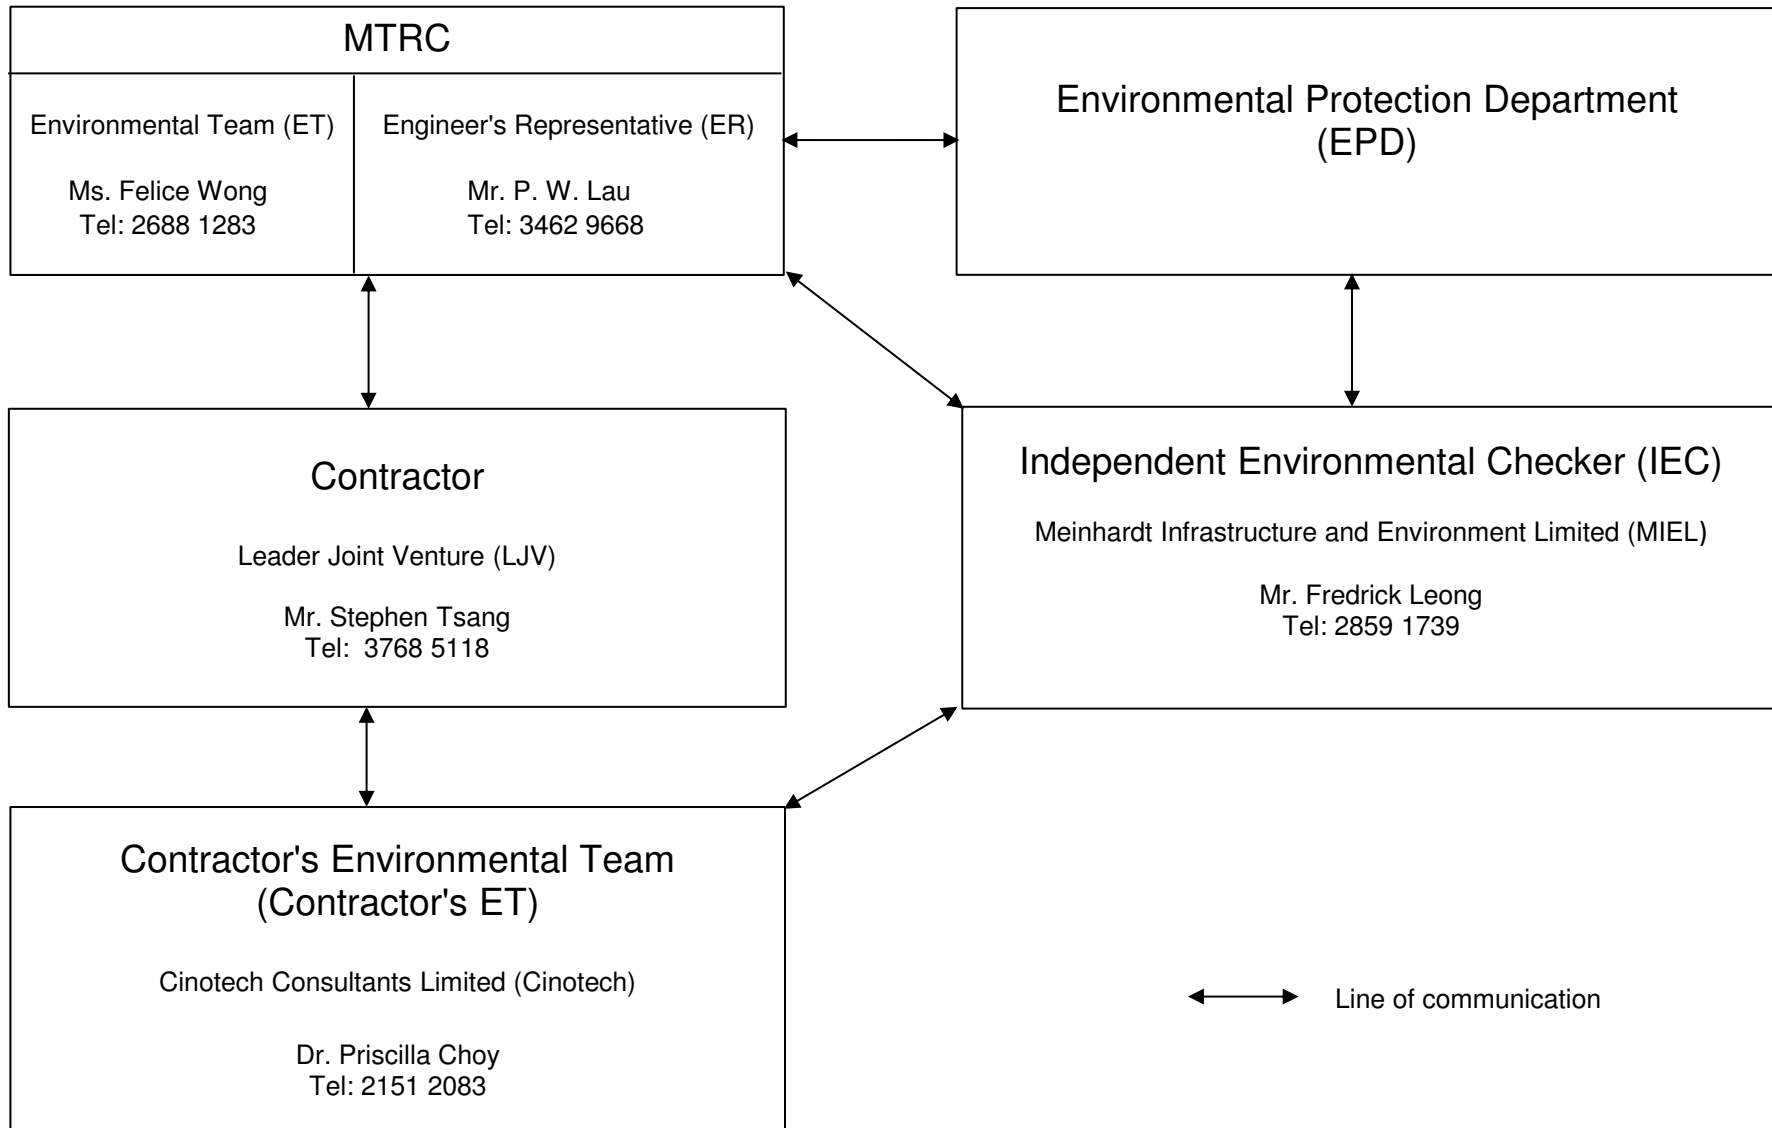 MTRC
Environmental Team (ET)
Ms. Felice Wong
Tel: 2688 1283
Engineer's Representative (ER)
Mr. P. W. Lau
Tel: 3462 9668
Environmental Protection Department
(EPD)
Contractor
Leader Joint Venture (LJV)
Mr. Stephen Tsang
Tel:  3768 5118
Independent Environmental Checker (IEC)
Meinhardt Infrastructure and Environment Limited (MIEL)
Mr. Fredrick Leong
Tel: 2859 1739
Contractor's Environmental Team
(Contractor's ET)
Cinotech Consultants Limited (Cinotech)
Dr. Priscilla Choy
Tel: 2151 2083
Line of communication